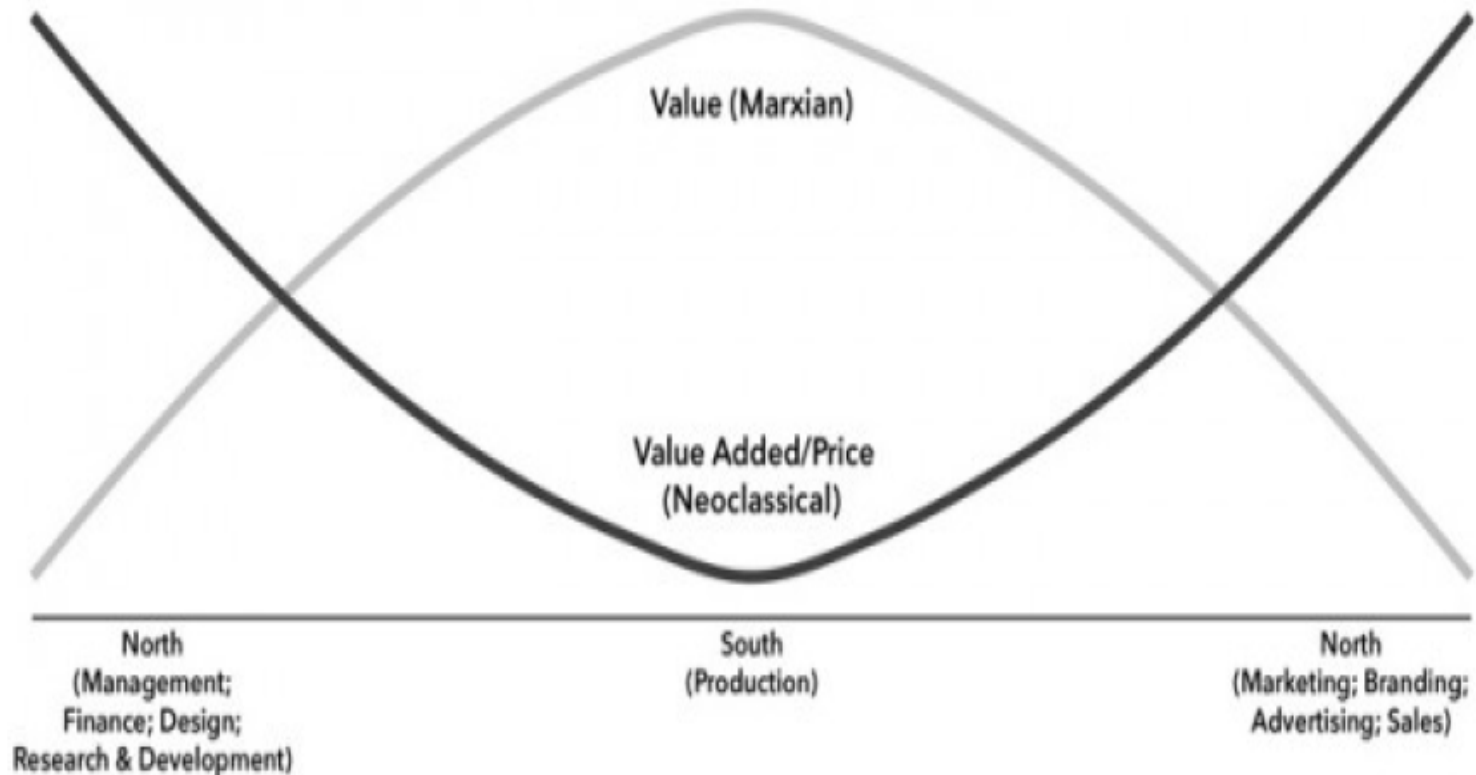 Value (Marxian)
Value Added/Price
(Neoclassical)
North
(Management;
Finance; Design;
Research & Development)
South
(Production)
North
(Marketing; Branding;
Advertising; Sales)